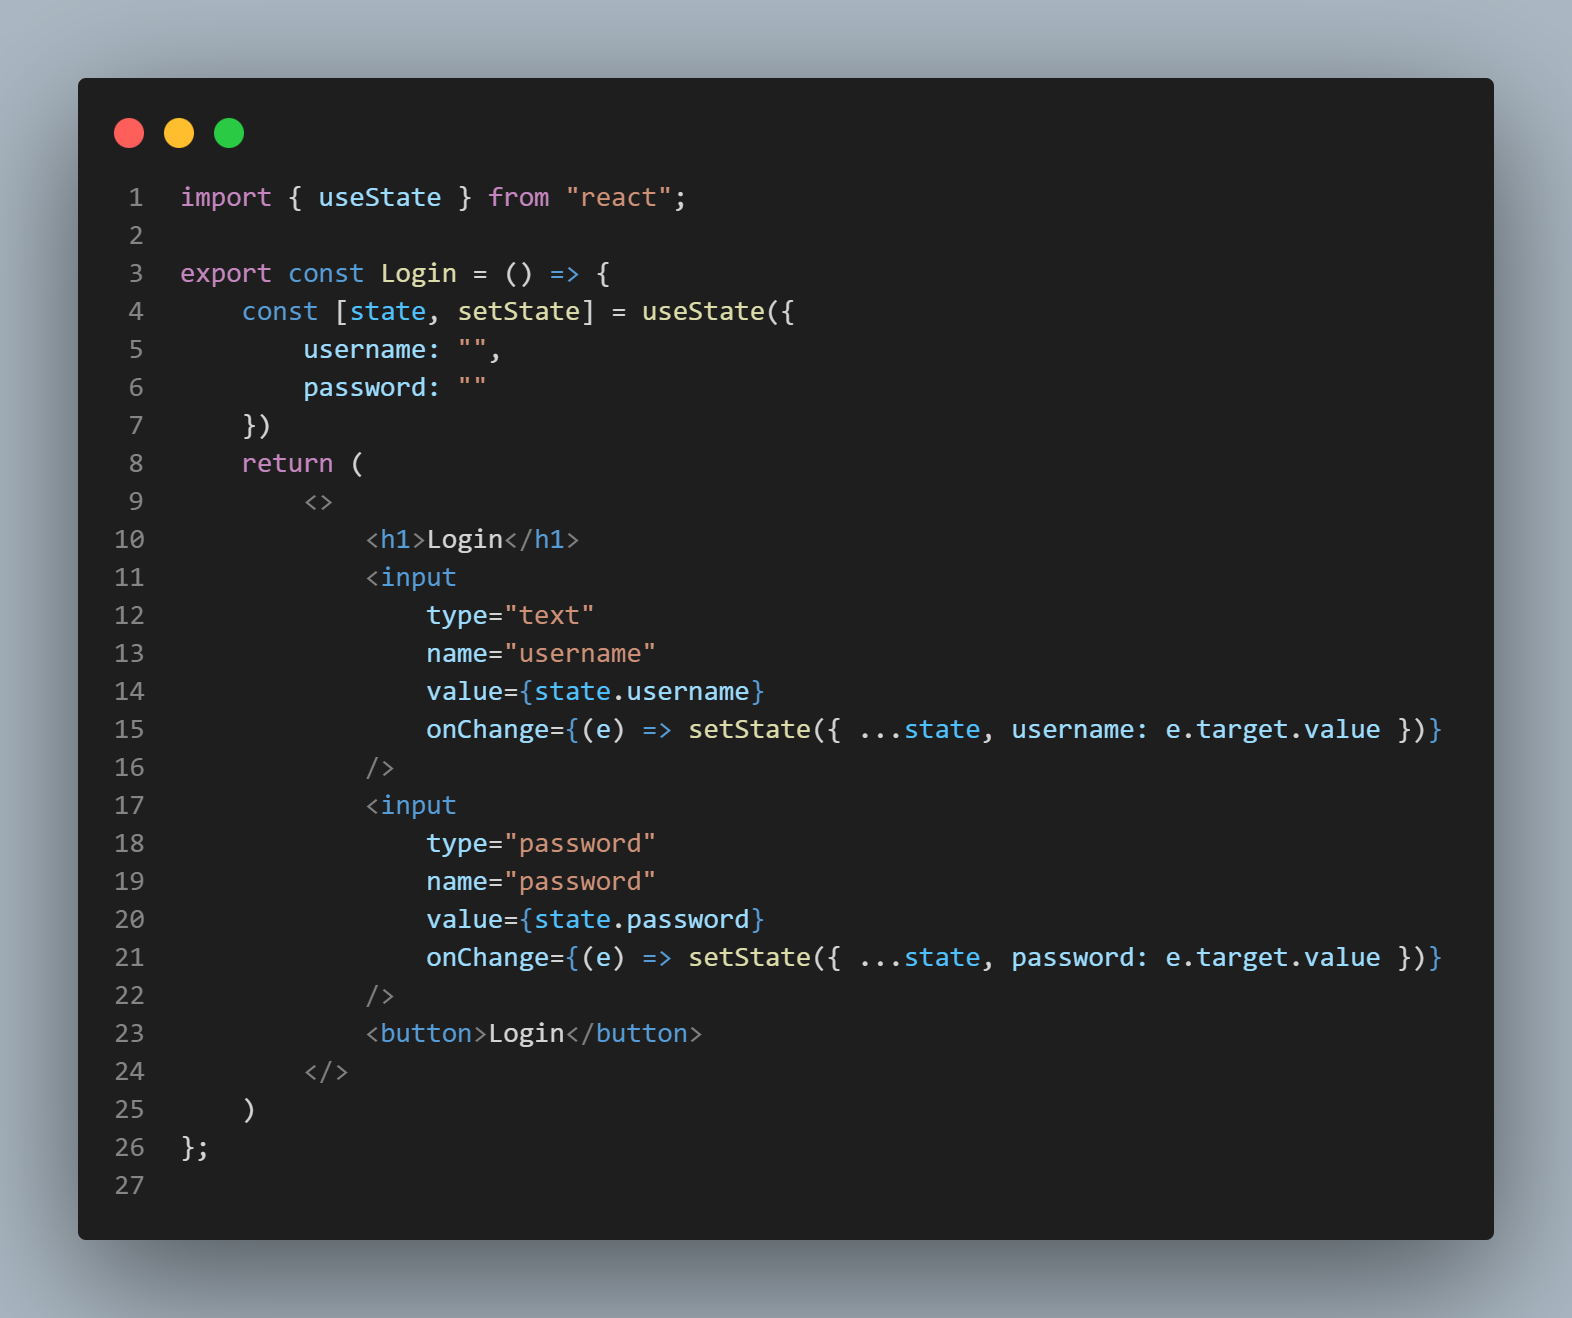 1 import { useState } from "react";
2
3 export const Login = () => {
4     const [state, setState] = useState({
5         username: "",
6         password: ""
7     })
8     return (
9         <>
10             <h1>Login</h1>
11             <input
12                 type="text"
13                 name="username"
14                 value={state.username}
15                 onChange={(e) => setState({ ...state, username: e.target.value })}
16             />
17             <input
18                 type="password"
19                 name="password"
20                 value={state.password}
21                 onChange={(e) => setState({ ...state, password: e.target.value })}
22             />
23             <button>Login</button>
24         </>
25     )
26 };
27